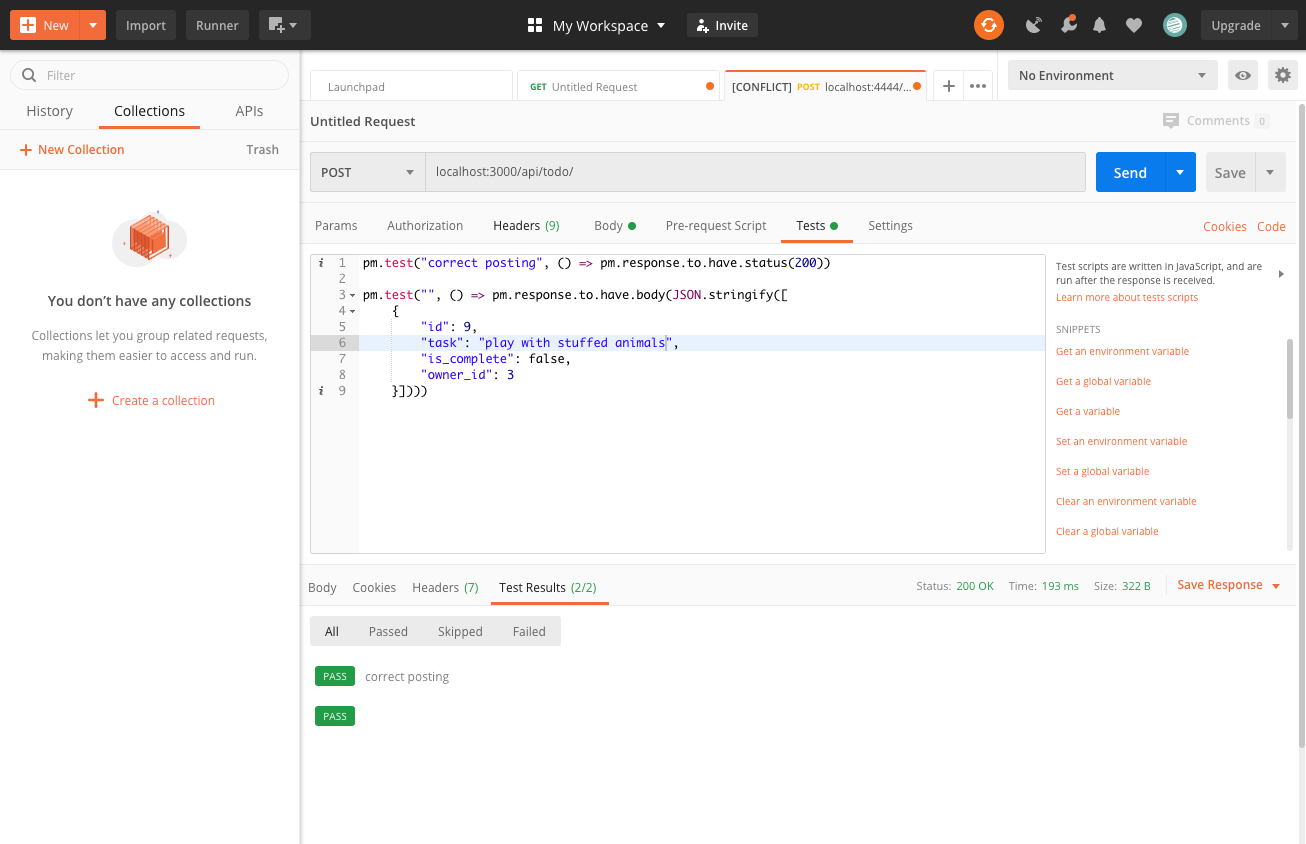 New
Import
Runner
My Workspace
Invite
Upgrade
Filter
History
Collections
APIs
New Collection
Trash
You don't have any collections
Collections let you group related requests,
making them easier to access and run.
Create a collection
Launchpad
GET Untitled Request
[CONFLICT] POST localhost:4444/...
No Environment
Untitled Request
Comments 0
POST
localhost:3000/api/todo/
Send
Save
Params
Authorization
Headers (9)
Body
Pre-request Script
Tests
Settings
Cookies
Code
i 1 pm.test("correct posting", () => pm.response.to.have.status(200))
2
3 pm.test("", () => pm.response.to.have.body(JSON.stringify([
4 {
5 "id": 9,
6 "task": "play with stuffed animals",
7 "is_complete": false,
8 "owner_id": 3
i 9 }])))
Test scripts are written in JavaScript, and are
run after the response is received.
Learn more about tests scripts
SNIPPETS
Get an environment variable
Get a global variable
Get a variable
Set an environment variable
Set a global variable
Clear an environment variable
Clear a global variable
Body
Cookies
Headers (7)
Test Results (2/2)
Status: 200 OK
Time: 193 ms
Size: 322 B
Save Response
All
Passed
Skipped
Failed
PASS correct posting
PASS